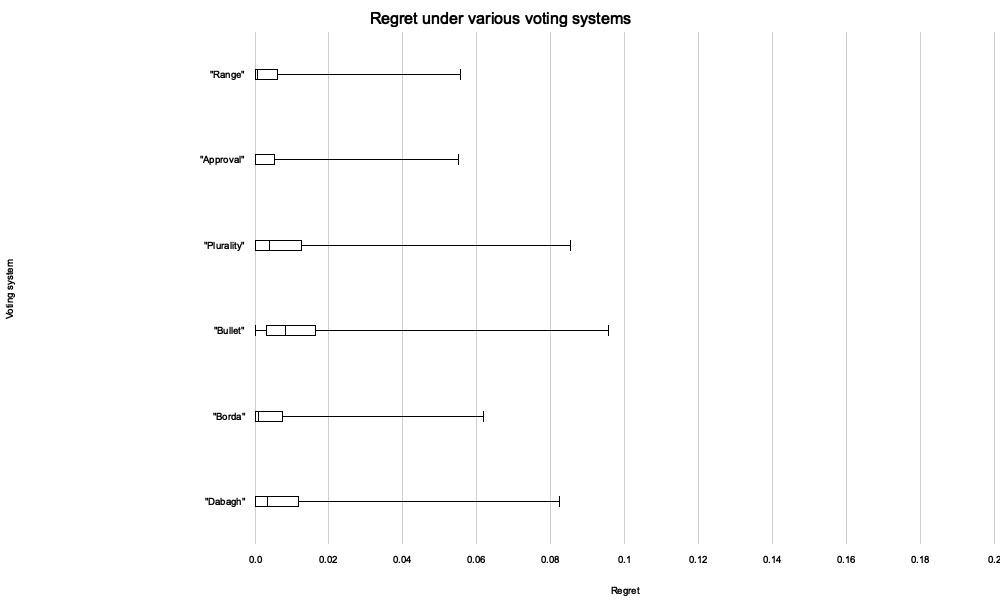 Regret under various voting systems
"Range"
"Approval"
"Plurality"
Voting system
"Bullet"
"Borda"
"Dabagh"
0.0 0.02 0.04 0.06 0.08 0.1 0.12 0.14 0.16 0.18 0.2
Regret